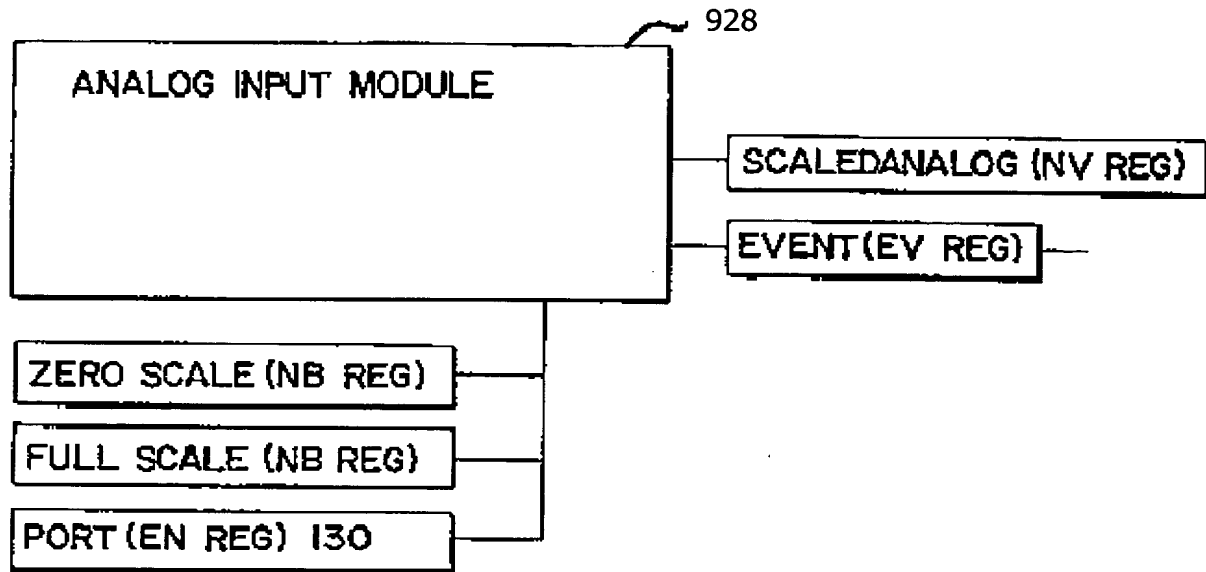 928
ANALOG INPUT MODULE
SCALEDANALOG (NV REG)
EVENT (EV REG)
ZERO SCALE (NB REG)
FULL SCALE (NB REG)
PORT (EN REG) 130